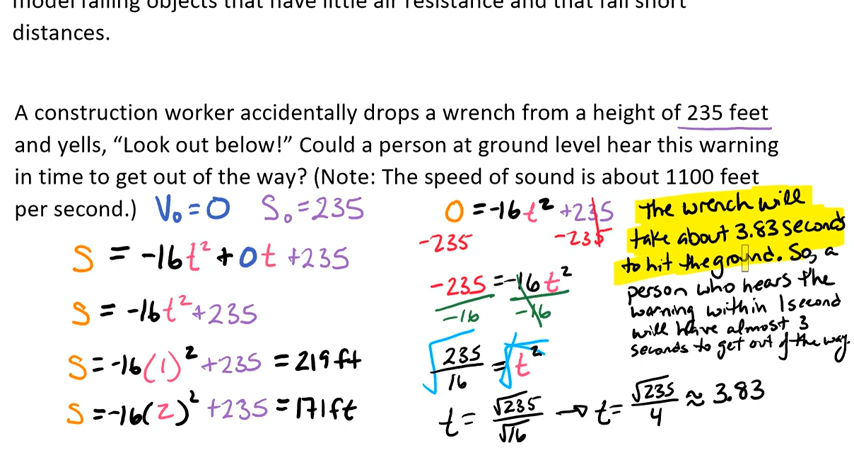 model falling objects that have little air resistance and that fall short
distances.
A construction worker accidentally drops a wrench from a height of 235 feet
and yells, “Look out below!” Could a person at ground level hear this warning
in time to get out of the way? (Note: The speed of sound is about 1100 feet
per second.) V₀=0 S₀=235
S = -16t²+0t+235
S = -16t²+235
S=-16(1)²+235=219ft
S=-16(2)²+235=171ft
0=-16t²+235
-235 -235
-235=-16t²
-16 -16
√235/16=√t²
t=√235/√16→t=√235/4≈3.83
The wrench will
take about 3.83 seconds
to hit the ground. So, a
person who hears the
warning within 1 second
will have almost 3
seconds to get out of the way.